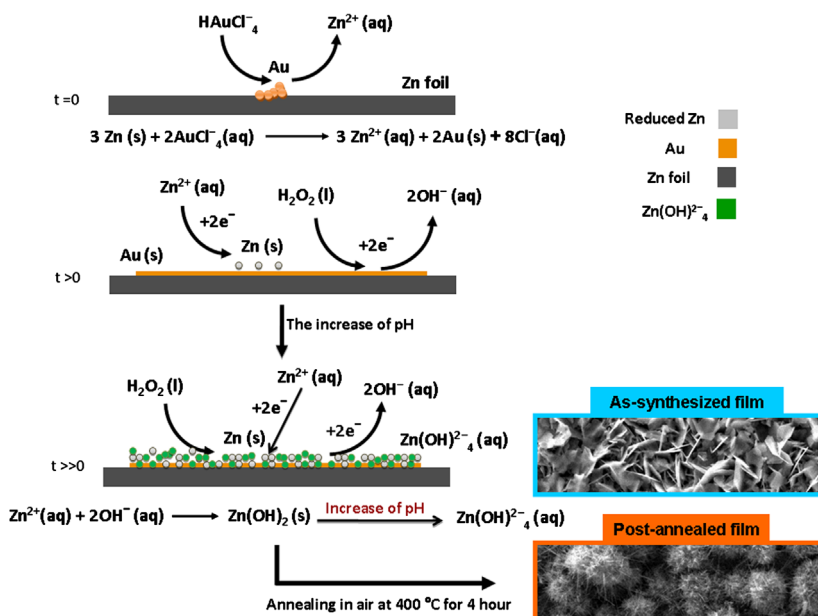 HAuCl⁻₄
Zn²⁺(aq)
Au
Zn foil
t =0
3 Zn (s) + 2AuCl⁻₄(aq) ⟶ 3 Zn²⁺(aq) + 2Au (s) + 8Cl⁻(aq)
Reduced Zn
Au
Zn foil
Zn(OH)²⁻₄
Zn²⁺(aq)
H₂O₂ (l)
2OH⁻ (aq)
+2e⁻
Zn (s)
+2e⁻
Au (s)
t >0
The increase of pH
Zn²⁺ (aq)
H₂O₂ (l)
2OH⁻ (aq)
+2e⁻
Zn (s)
+2e⁻
Zn(OH)²⁻₄ (aq)
t >>0
Zn²⁺(aq) + 2OH⁻ (aq) ⟶ Zn(OH)₂ (s) Increase of pH ⟶ Zn(OH)²⁻₄ (aq)
As-synthesized film
Post-annealed film
Annealing in air at 400 °C for 4 hour